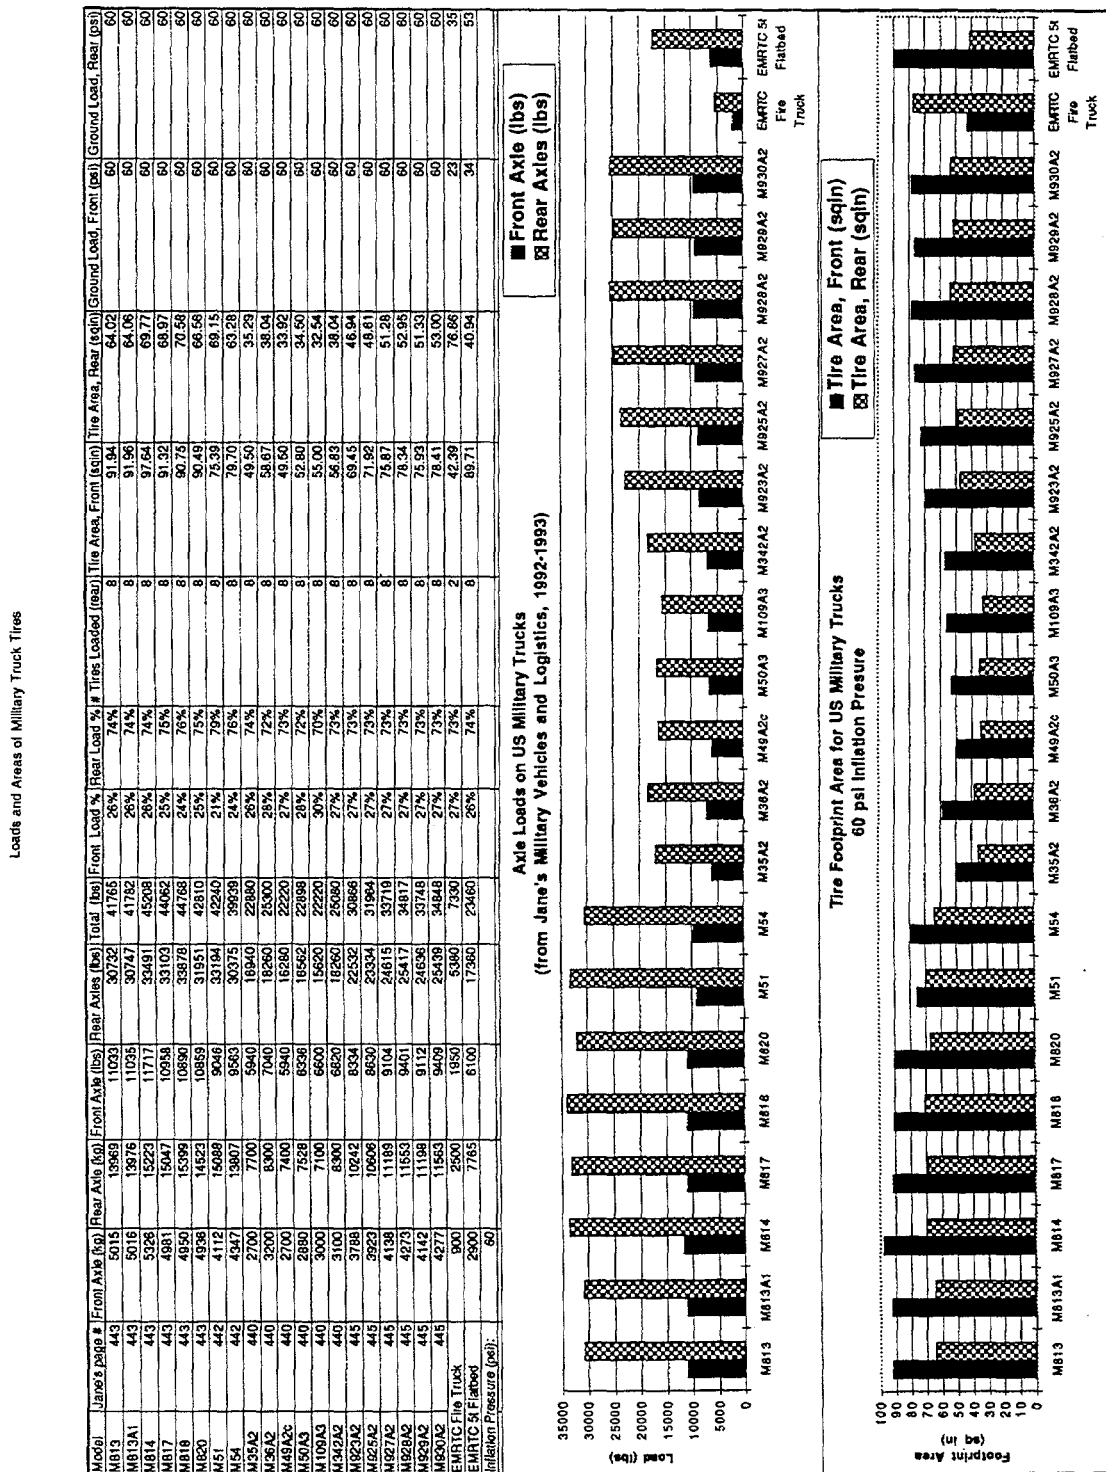 Loads and Areas of Military Truck Tires
Model Jane's page # Front Axle (kg) Rear Axle (kg) Front Axle (lbs) Rear Axles (lbs) Total (lbs) Front Load % Rear Load % # Tires Loaded (rear) Tire Area, Front (sqin) Tire Area, Rear (sqin) Ground Load, Front (psi) Ground Load, Rear (psi)
M813 443 5015 13969 11033 30732 41765 26% 74% 8 91.94 64.02 60 60
M813A1 443 5016 13976 11035 30747 41782 26% 74% 8 91.96 64.06 60 60
M814 443 5326 15223 11717 33491 45208 26% 74% 8 97.64 69.77 60 60
M817 443 4981 15047 10958 33103 44062 25% 75% 8 91.32 68.97 60 60
M818 443 4950 15399 10890 33878 44768 24% 76% 8 90.75 70.58 60 60
M820 443 4936 14523 10859 31951 42810 25% 75% 8 90.49 66.56 60 60
M51 442 4112 15088 9046 33194 42240 21% 79% 8 75.39 69.15 60 60
M54 442 4347 13807 9563 30375 39939 24% 76% 8 79.70 63.28 60 60
M35A2 440 2700 7700 5940 16940 22880 26% 74% 8 49.50 35.29 60 60
M36A2 440 3200 8300 7040 18260 25300 28% 72% 8 58.67 38.04 60 60
M49A2c 440 2700 7400 5940 16280 22220 27% 73% 8 49.50 33.92 60 60
M50A3 440 2880 7528 6336 16562 22898 28% 72% 8 52.80 34.50 60 60
M109A3 440 3000 7100 6600 15620 22220 30% 70% 8 55.00 32.54 60 60
M342A2 440 3100 8300 6820 18260 25080 27% 73% 8 56.83 38.04 60 60
M923A2 445 3788 10242 8334 22532 30866 27% 73% 8 69.45 46.94 60 60
M925A2 445 3923 10606 8630 23334 31964 27% 73% 8 71.92 48.61 60 60
M927A2 445 4138 11189 9104 24615 33719 27% 73% 8 75.87 51.28 60 60
M928A2 445 4273 11553 9401 25417 34817 27% 73% 8 78.34 52.95 60 60
M929A2 445 4142 11198 9112 24636 33748 27% 73% 8 75.93 51.33 60 60
M930A2 445 4277 11563 9409 25439 34848 27% 73% 8 78.41 53.00 60 60
EMRTC Fire Truck 900 2500 1950 5380 7330 27% 73% 2 42.39 76.86 23 35
EMRTC 5t Flatbed 2900 7765 6100 17360 23460 26% 74% 8 89.71 40.94 34 53
Inflation Pressure (psi): 60
Axle Loads on US Military Trucks
(from Jane's Military Vehicles and Logistics, 1992-1993)
Front Axle (lbs)
Rear Axles (lbs)
Load (lbs)
35000
30000
25000
20000
15000
10000
5000
0
M813 M813A1 M814 M817 M818 M820 M51 M54 M35A2 M36A2 M49A2c M50A3 M109A3 M342A2 M923A2 M925A2 M927A2 M928A2 M929A2 M930A2 EMRTC Fire Truck EMRTC 5t Flatbed
Tire Footprint Area for US Military Trucks
60 psi Inflation Presure
Tire Area, Front (sqin)
Tire Area, Rear (sqin)
Footprint Area
(sq in)
100
90
80
70
60
50
40
30
20
10
0
M813 M813A1 M814 M817 M818 M820 M51 M54 M35A2 M36A2 M49A2c M50A3 M109A3 M342A2 M923A2 M925A2 M927A2 M928A2 M929A2 M930A2 EMRTC Fire Truck EMRTC 5t Flatbed